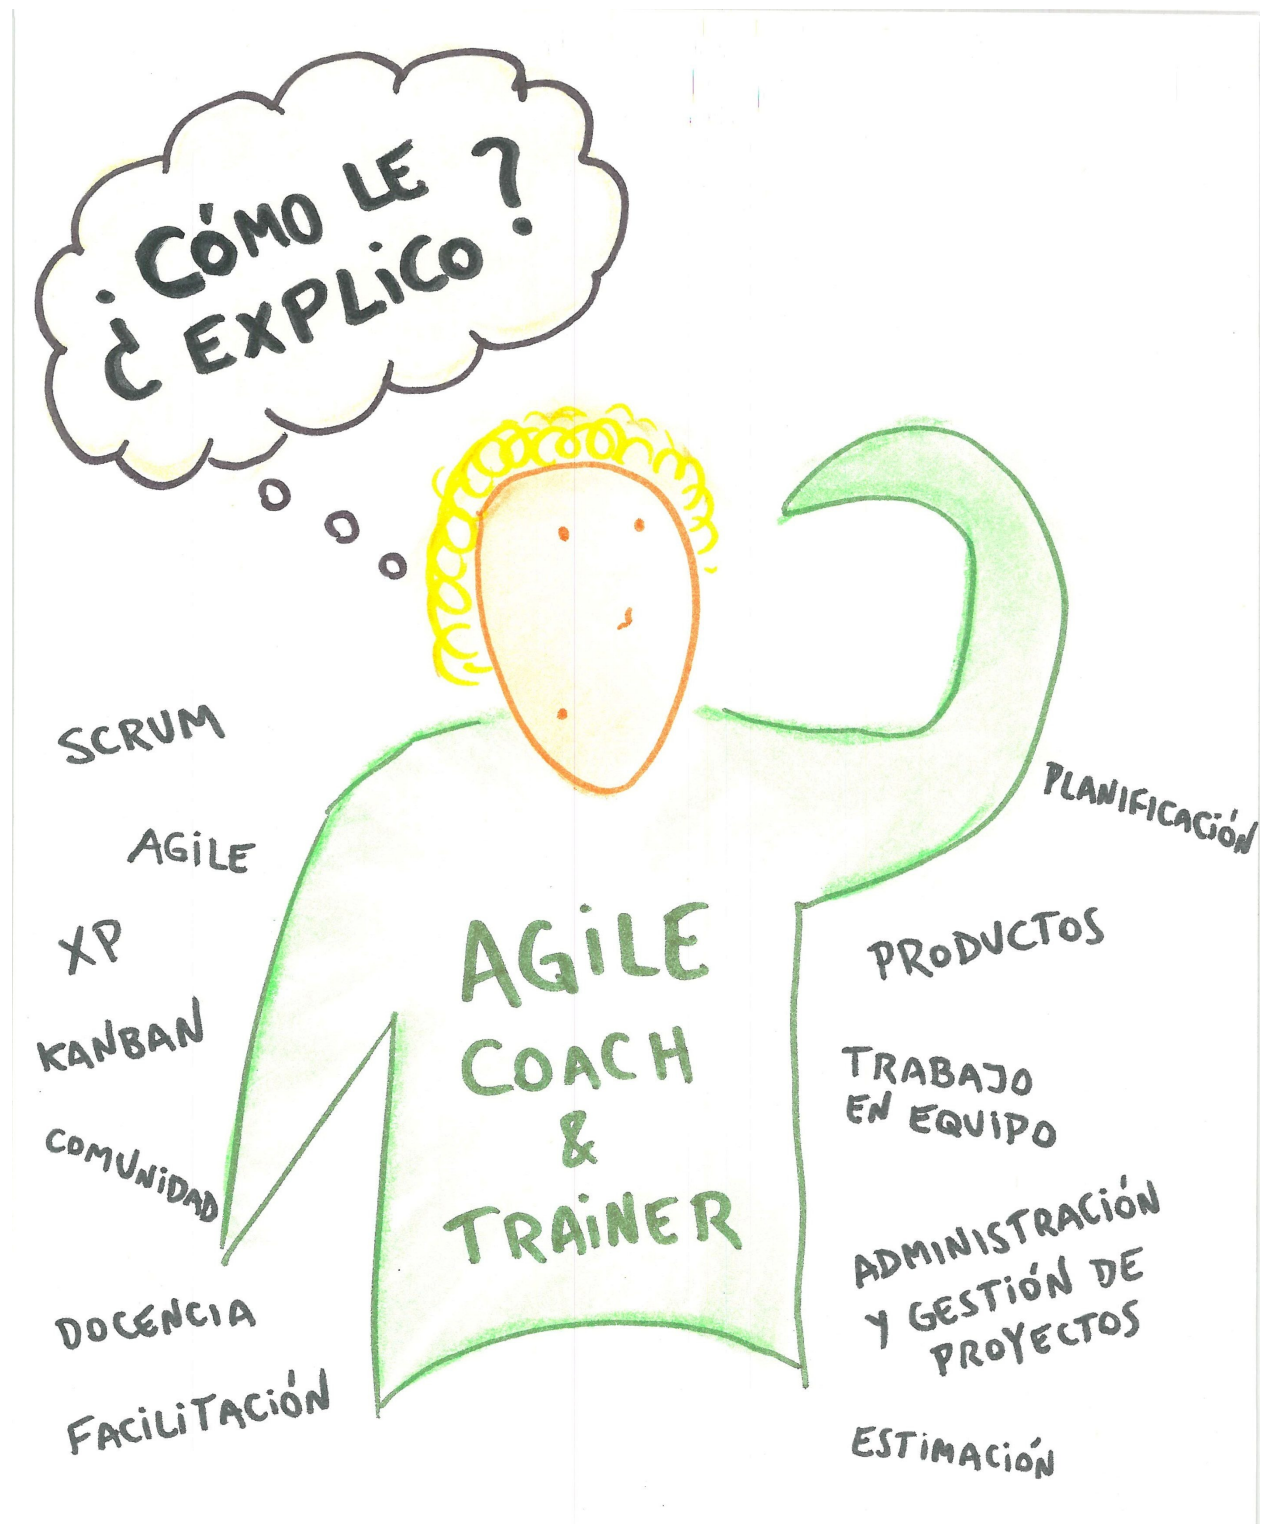 ¿CÓMO LE
EXPLICO?
SCRUM
AGILE
XP
KANBAN
COMUNIDAD
DOCENCIA
FACILITACIÓN
AGILE
COACH
&
TRAINER
PLANIFICACIÓN
PRODUCTOS
TRABAJO
EN EQUIPO
ADMINISTRACIÓN
Y GESTIÓN DE
PROYECTOS
ESTIMACIÓN